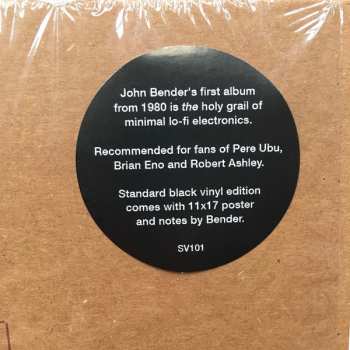 John Bender's first album
from 1980 is the holy grail of
minimal lo-fi electronics.
Recommended for fans of Pere Ubu,
Brian Eno and Robert Ashley.
Standard black vinyl edition
comes with 11x17 poster
and notes by Bender.
SV101